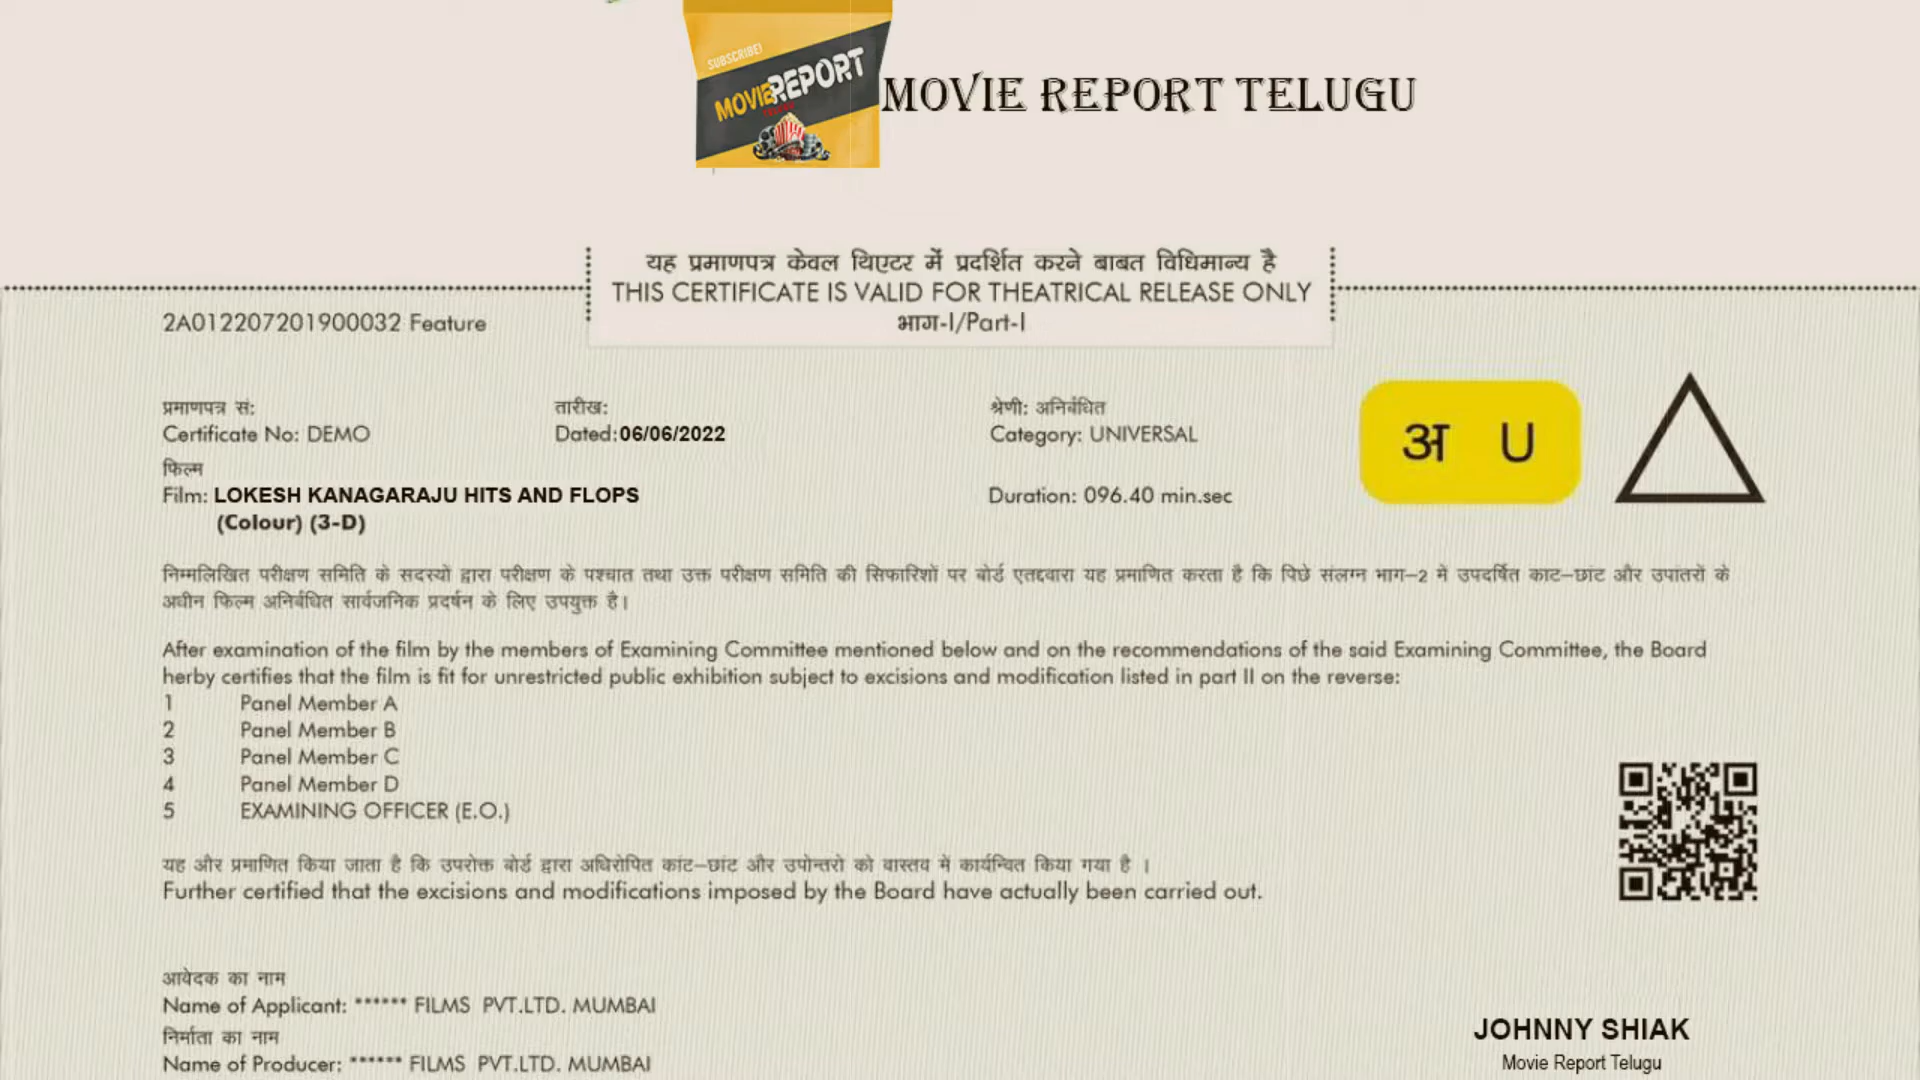 SUBSCRIBE!
MOVIE REPORT
MOVIE REPORT TELUGU
यह प्रमाणपत्र केवल थिएटर में प्रदर्शित करने बाबत विधिमान्य है
THIS CERTIFICATE IS VALID FOR THEATRICAL RELEASE ONLY
भाग-I/Part-I
2A012207201900032 Feature
प्रमाणपत्र सं:
तारीख:
श्रेणी: अनिर्बंधित
Certificate No: DEMO
Dated:06/06/2022
Category: UNIVERSAL
अ U
फिल्म
Film: LOKESH KANAGARAJU HITS AND FLOPS
Duration: 096.40 min.sec
(Colour) (3-D)
निम्मलिखित परीक्षण समिति के सदस्यों द्वारा परीक्षण के पश्चात तथा उक्त परीक्षण समिति की सिफारिशों पर बोर्ड एतद्दवारा यह प्रमाणित करता है कि पिछे संलग्न भाग–2 में उपदर्षित काट–छांट और उपांतरों के
अधीन फिल्म अनिर्बंधित सार्वजनिक प्रदर्षन के लिए उपयुक्त है।
After examination of the film by the members of Examining Committee mentioned below and on the recommendations of the said Examining Committee, the Board
herby certifies that the film is fit for unrestricted public exhibition subject to excisions and modification listed in part II on the reverse:
1 Panel Member A
2 Panel Member B
3 Panel Member C
4 Panel Member D
5 EXAMINING OFFICER (E.O.)
यह और प्रमाणित किया जाता है कि उपरोक्त बोर्ड द्वारा अधिरोपित कांट–छांट और उपोन्तरो को वास्तव में कार्यन्वित किया गया है ।
Further certified that the excisions and modifications imposed by the Board have actually been carried out.
आवेदक का नाम
Name of Applicant: ****** FILMS PVT.LTD. MUMBAI
निर्माता का नाम
Name of Producer: ****** FILMS PVT.LTD. MUMBAI
JOHNNY SHIAK
Movie Report Telugu